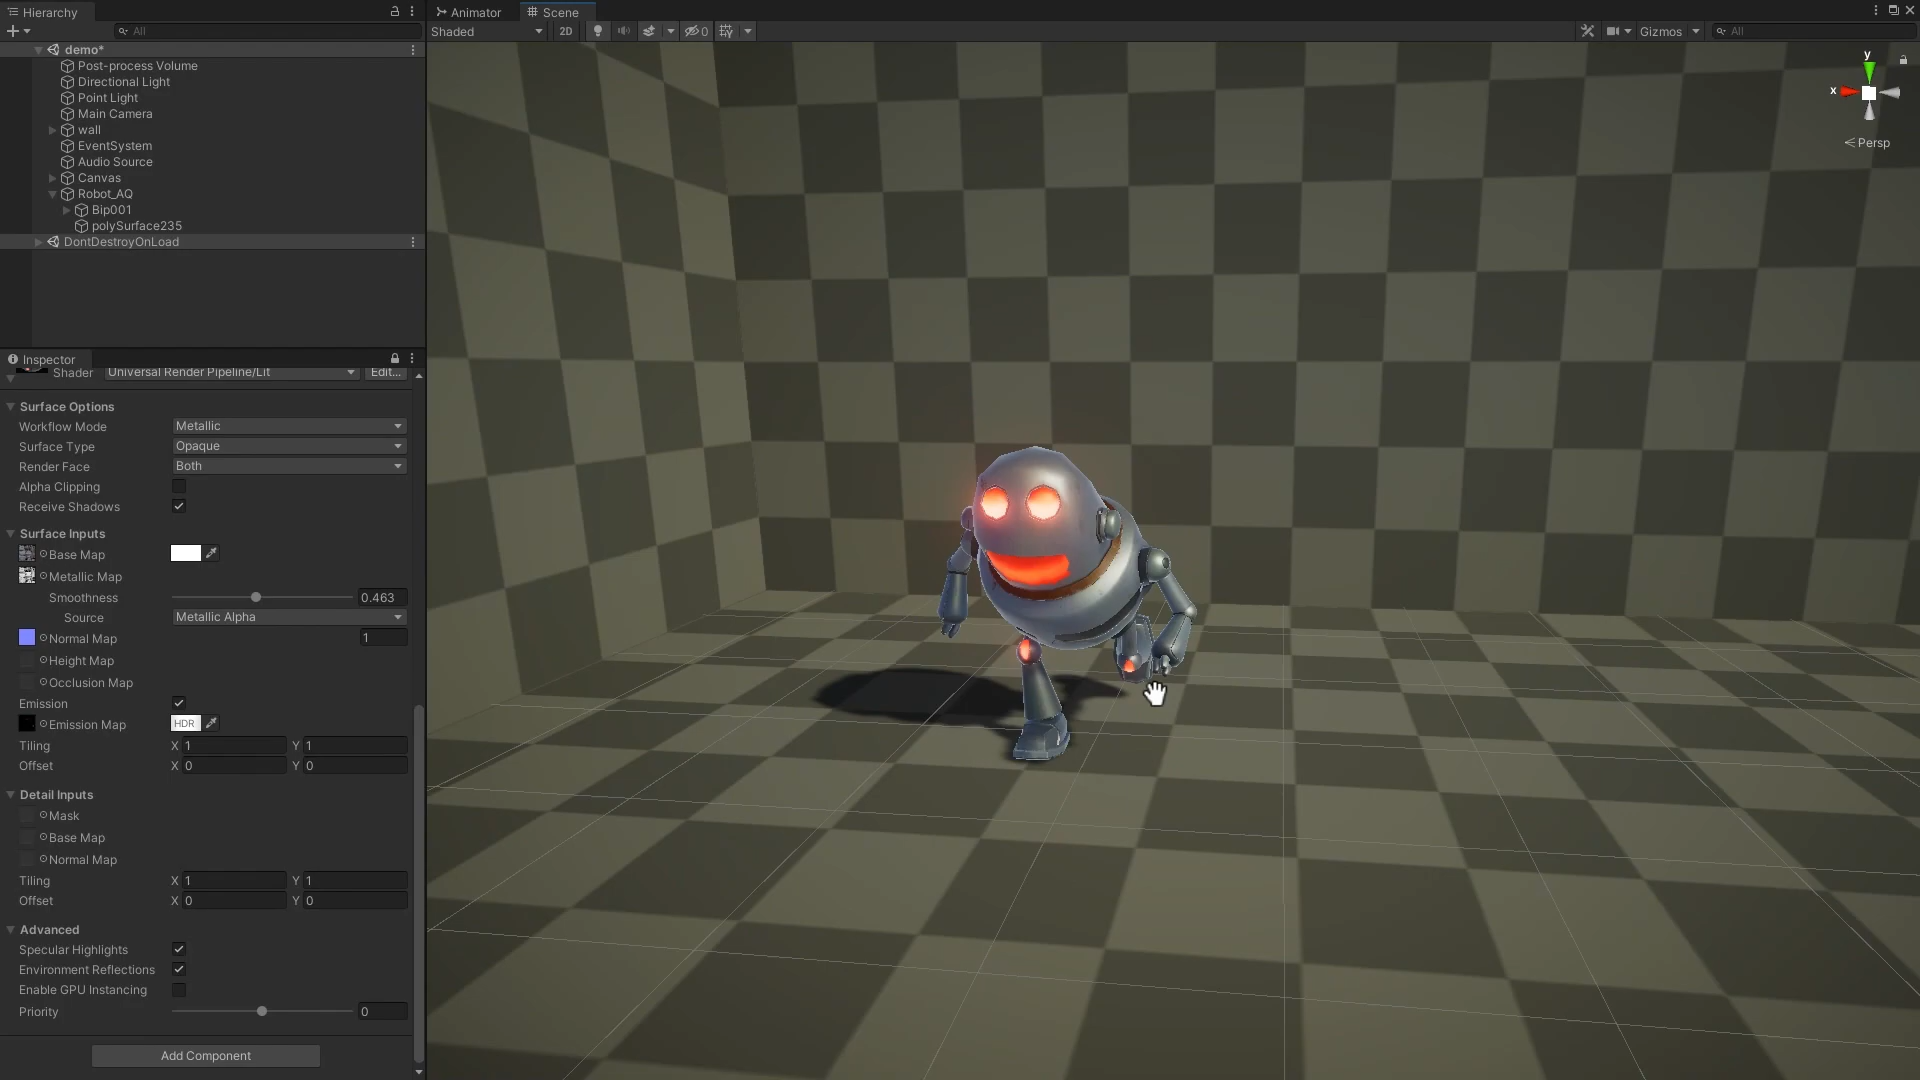 Hierarchy
All
demo*
Post-process Volume
Directional Light
Point Light
Main Camera
wall
EventSystem
Audio Source
Canvas
Robot_AQ
Bip001
polySurface235
DontDestroyOnLoad
Inspector
Shader Universal Render Pipeline/Lit Edit...
Surface Options
Workflow Mode Metallic
Surface Type Opaque
Render Face Both
Alpha Clipping
Receive Shadows
Surface Inputs
Base Map
Metallic Map
Smoothness 0.463
Source Metallic Alpha
Normal Map 1
Height Map
Occlusion Map
Emission
Emission Map HDR
Tiling X 1 Y 1
Offset X 0 Y 0
Detail Inputs
Mask
Base Map
Normal Map
Tiling X 1 Y 1
Offset X 0 Y 0
Advanced
Specular Highlights
Environment Reflections
Enable GPU Instancing
Priority 0
Add Component
Animator Scene
Shaded 2D 0 Gizmos All
y
x
Persp